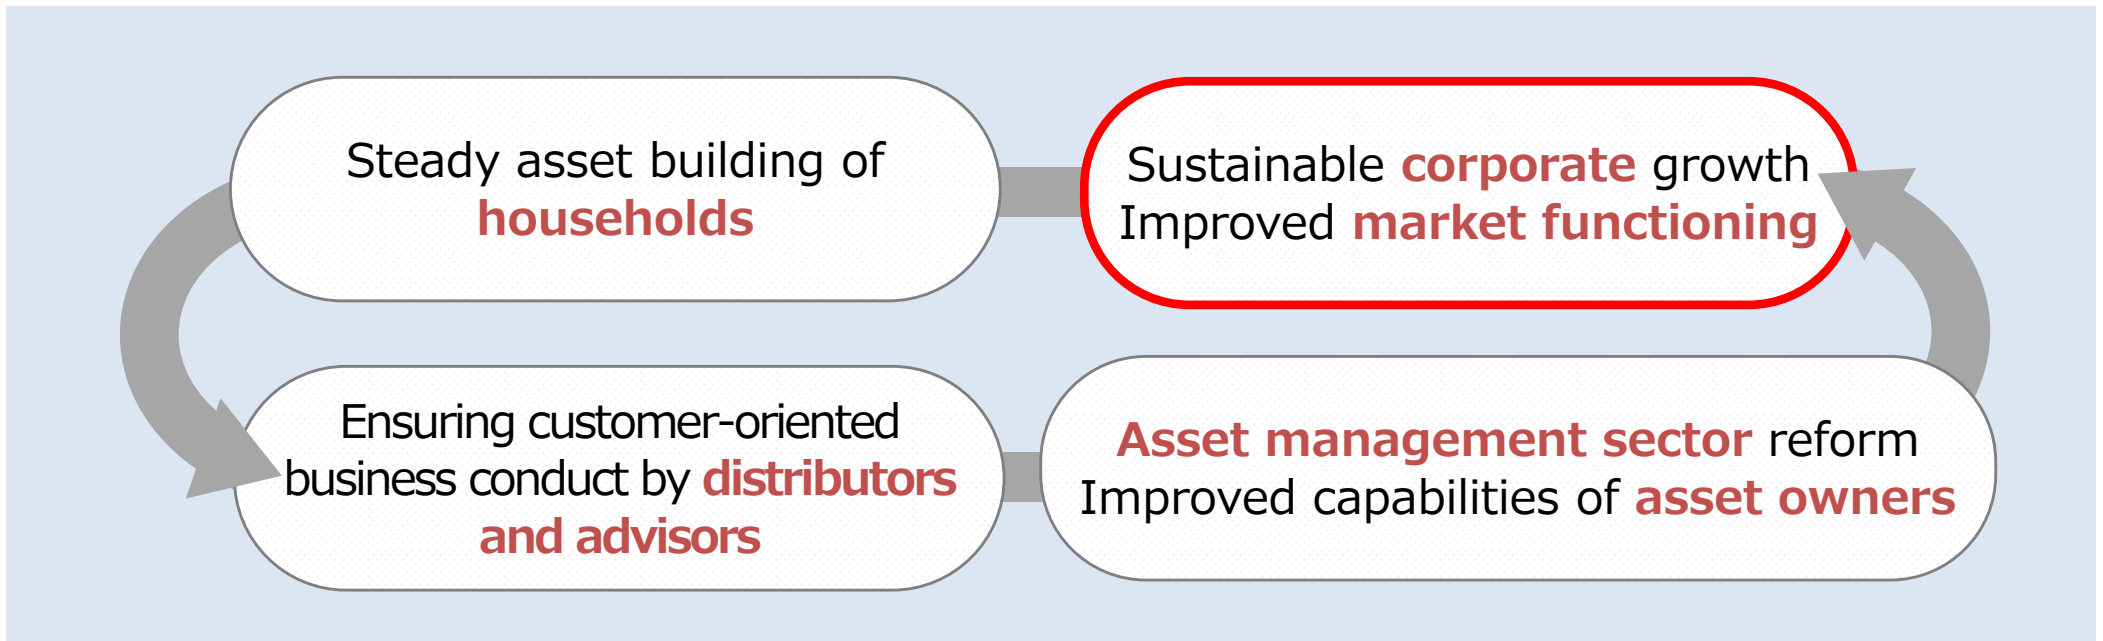 Steady asset building of
households
Sustainable corporate growth
Improved market functioning
Ensuring customer-oriented
business conduct by distributors
and advisors
Asset management sector reform
Improved capabilities of asset owners